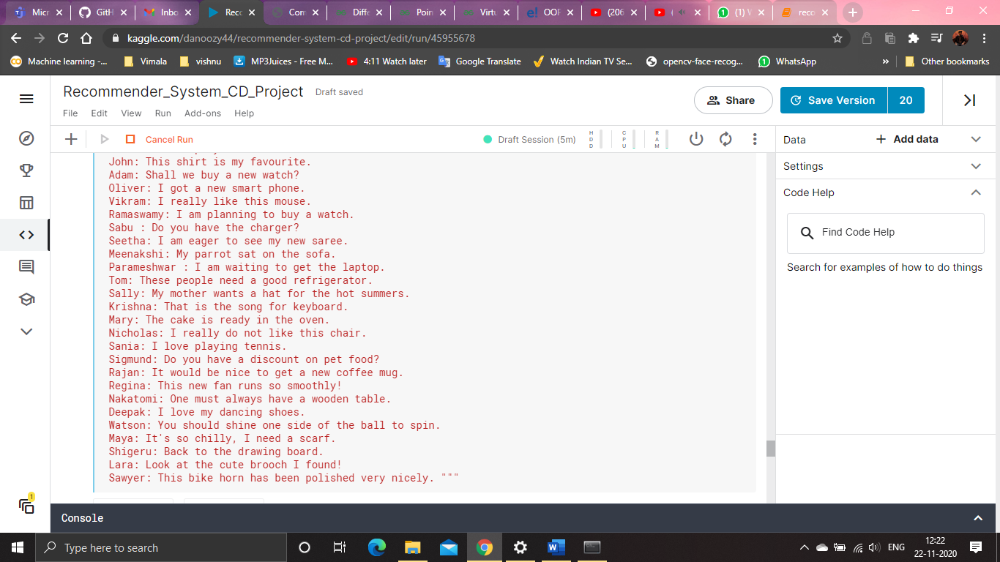 Micr
GitH
Inbo
Reco
Com
Diffe
Poin
Virtu
OOP
(206
(
(1) W
reco
kaggle.com/danoozy44/recommender-system-cd-project/edit/run/45955678
Machine learning -...
Vimala
vishnu
MP3Juices - Free M...
4:11 Watch later
Google Translate
Watch Indian TV Se...
opencv-face-recog...
WhatsApp
»
Other bookmarks
Recommender_System_CD_Project Draft saved
File Edit View Run Add-ons Help
Share
Save Version 20
Cancel Run
Draft Session (5m)
HDD
CPU
RAM
John: This shirt is my favourite.
Adam: Shall we buy a new watch?
Oliver: I got a new smart phone.
Vikram: I really like this mouse.
Ramaswamy: I am planning to buy a watch.
Sabu : Do you have the charger?
Seetha: I am eager to see my new saree.
Meenakshi: My parrot sat on the sofa.
Parameshwar : I am waiting to get the laptop.
Tom: These people need a good refrigerator.
Sally: My mother wants a hat for the hot summers.
Krishna: That is the song for keyboard.
Mary: The cake is ready in the oven.
Nicholas: I really do not like this chair.
Sania: I love playing tennis.
Sigmund: Do you have a discount on pet food?
Rajan: It would be nice to get a new coffee mug.
Regina: This new fan runs so smoothly!
Nakatomi: One must always have a wooden table.
Deepak: I love my dancing shoes.
Watson: You should shine one side of the ball to spin.
Maya: It's so chilly, I need a scarf.
Shigeru: Back to the drawing board.
Lara: Look at the cute brooch I found!
Sawyer: This bike horn has been polished very nicely. """
Data
+ Add data
Settings
Code Help
Find Code Help
Search for examples of how to do things
1
Console
Type here to search
ENG
12:22
22-11-2020